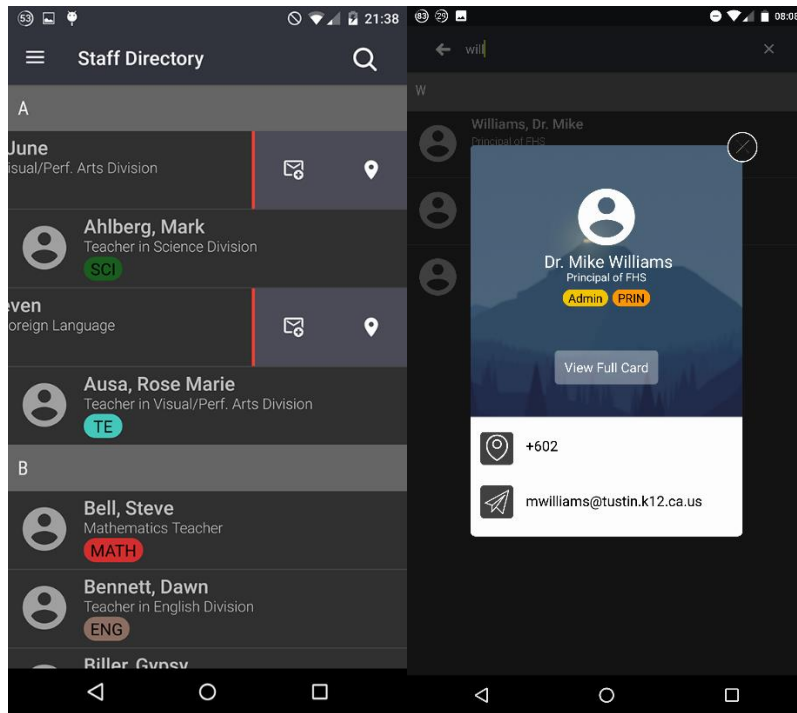 53
21:38
Staff Directory
A
June
isual/Perf. Arts Division
Ahlberg, Mark
Teacher in Science Division
SCI
ven
oreign Language
Ausa, Rose Marie
Teacher in Visual/Perf. Arts Division
TE
B
Bell, Steve
Mathematics Teacher
MATH
Bennett, Dawn
Teacher in English Division
ENG
Biller, Gypsy
83
29
08:08
will
W
Williams, Dr. Mike
Principal of FHS
Dr. Mike Williams
Principal of FHS
Admin
PRIN
View Full Card
+602
mwilliams@tustin.k12.ca.us